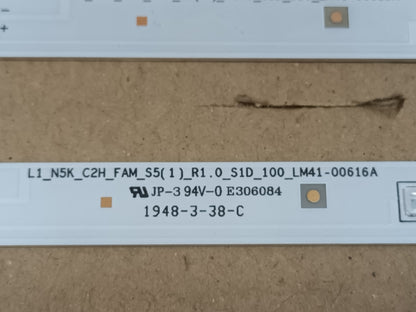 -
+
L1_N5K_C2H_FAM_S5(1)_R1.0_S1D_100_LM41-00616A
JP-3 94V-0 E306084
1948-3-38-C